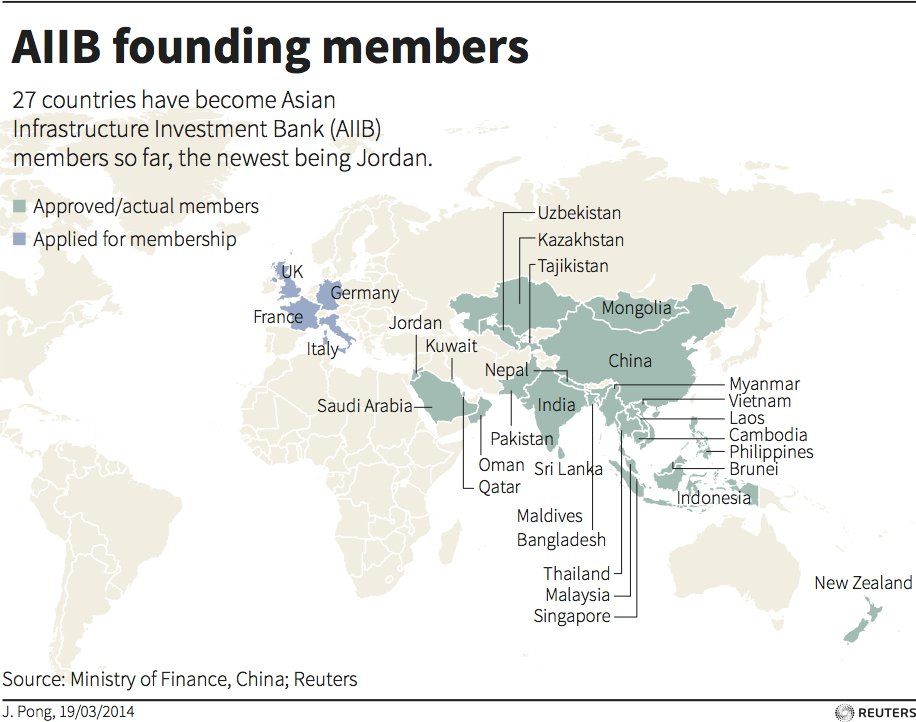 AIIB founding members
27 countries have become Asian
Infrastructure Investment Bank (AIIB)
members so far, the newest being Jordan.
Approved/actual members
Applied for membership
Uzbekistan
Kazakhstan
Tajikistan
UK
Germany
France
Italy
Jordan
Kuwait
Mongolia
China
Nepal
Saudi Arabia
India
Myanmar
Vietnam
Laos
Cambodia
Philippines
Brunei
Pakistan
Oman
Sri Lanka
Qatar
Indonesia
Maldives
Bangladesh
Thailand
Malaysia
Singapore
New Zealand
Source: Ministry of Finance, China; Reuters
J. Pong, 19/03/2014
REUTERS